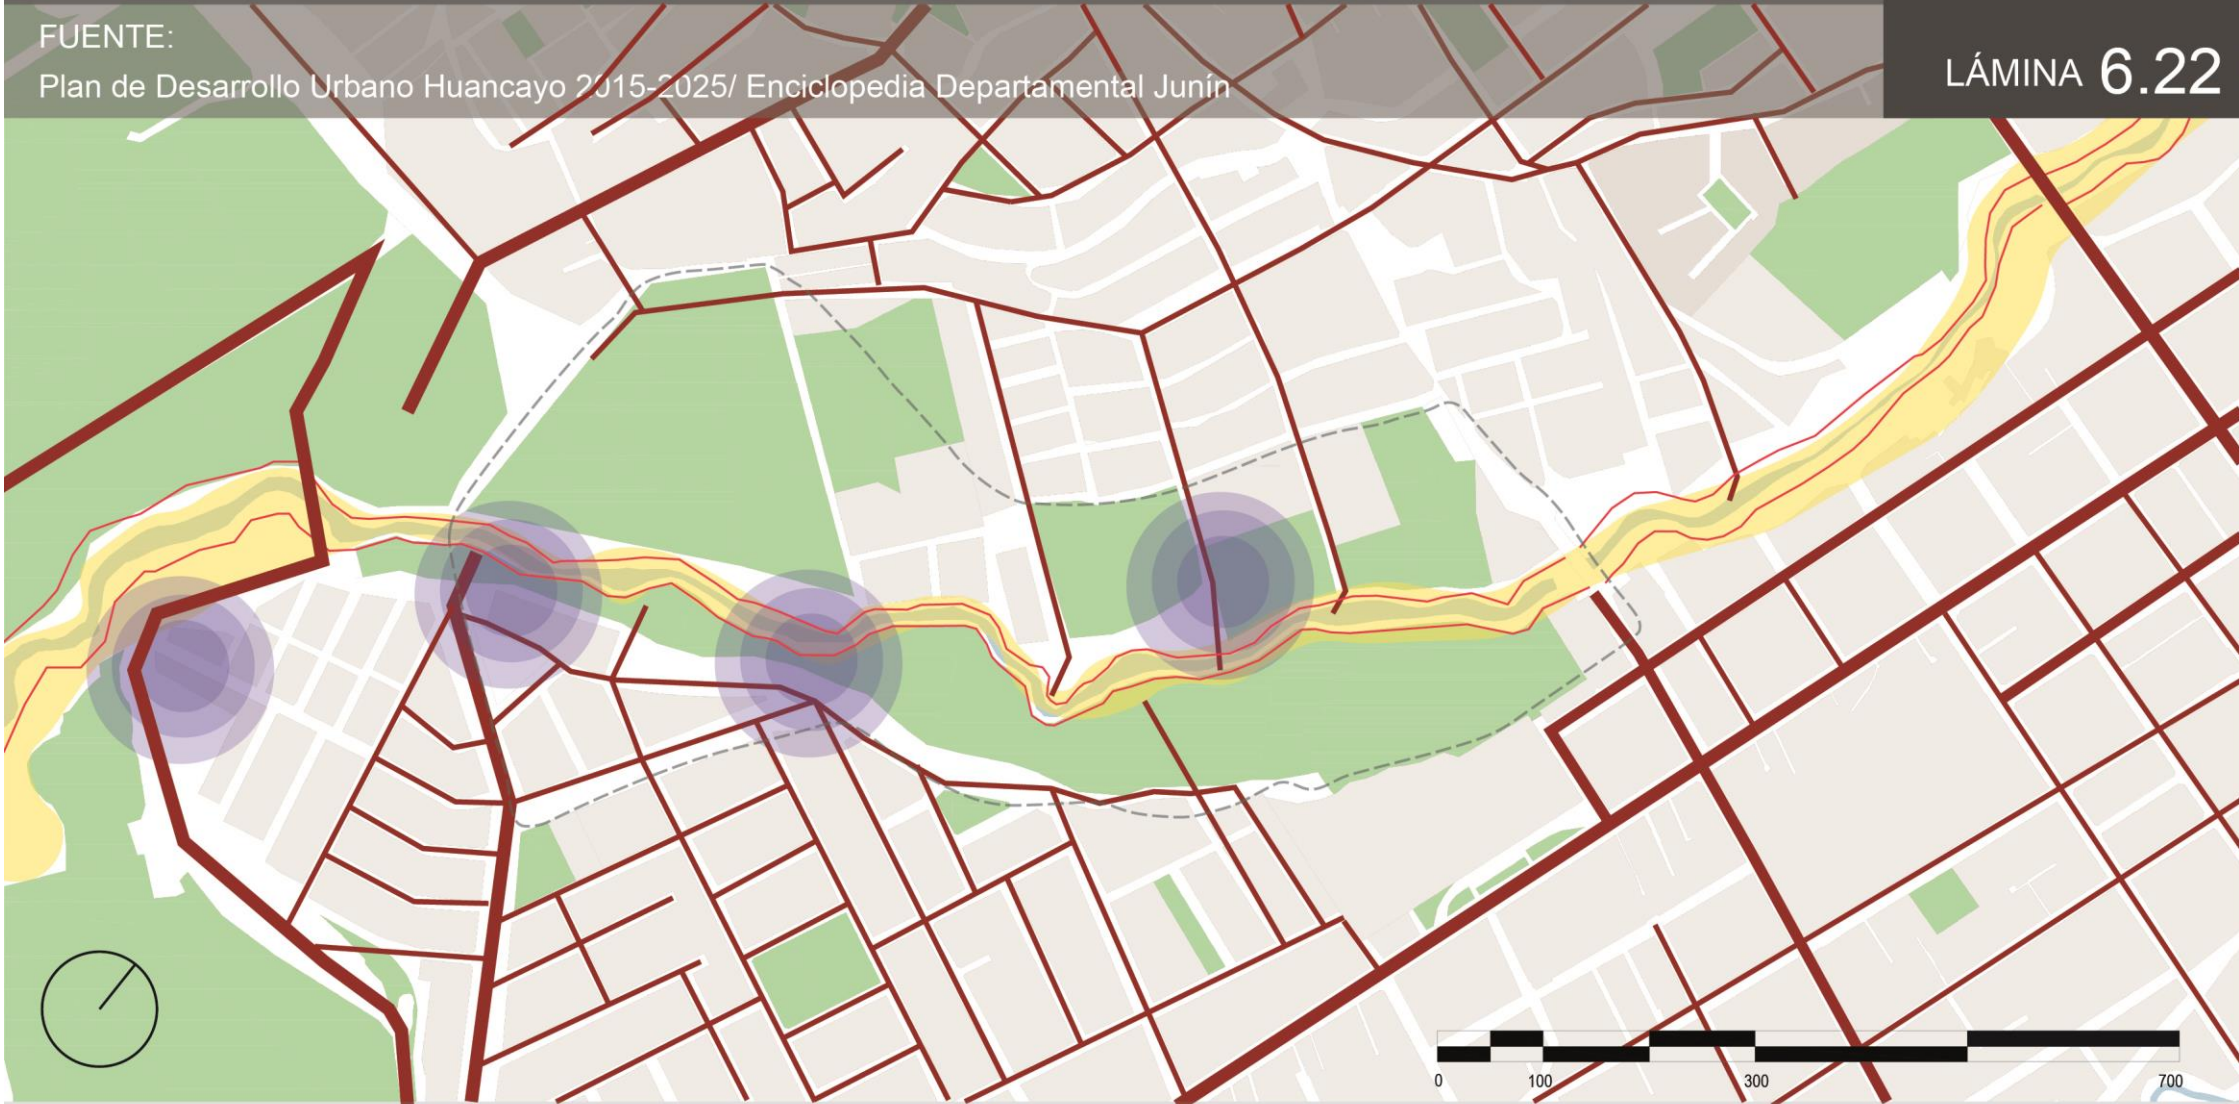 FUENTE:
Plan de Desarrollo Urbano Huancayo 2015-2025/ Enciclopedia Departamental Junín
LÁMINA 6.22
0 100 300 700